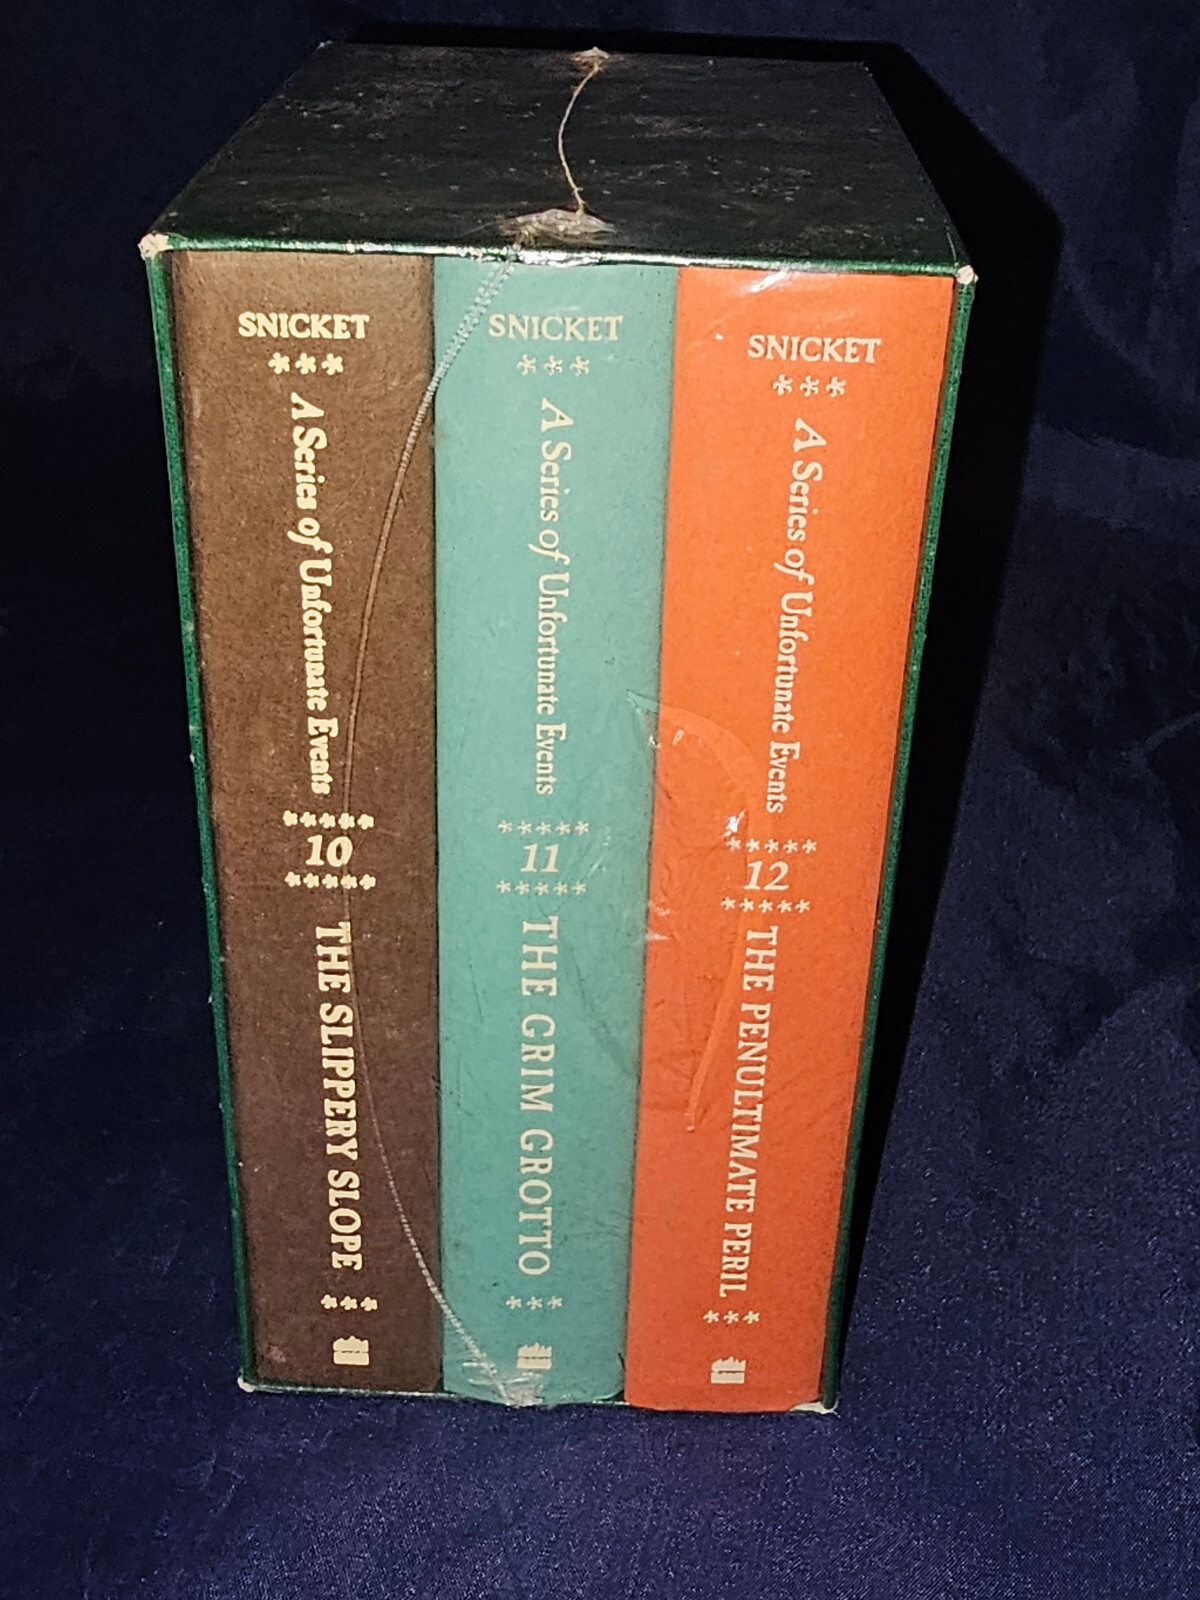 SNICKET
***
A Series of Unfortunate Events
*****
10
*****
THE SLIPPERY SLOPE
***
SNICKET
***
A Series of Unfortunate Events
*****
11
*****
THE GRIM GROTTO
***
SNICKET
***
A Series of Unfortunate Events
*****
12
*****
THE PENULTIMATE PERIL
***